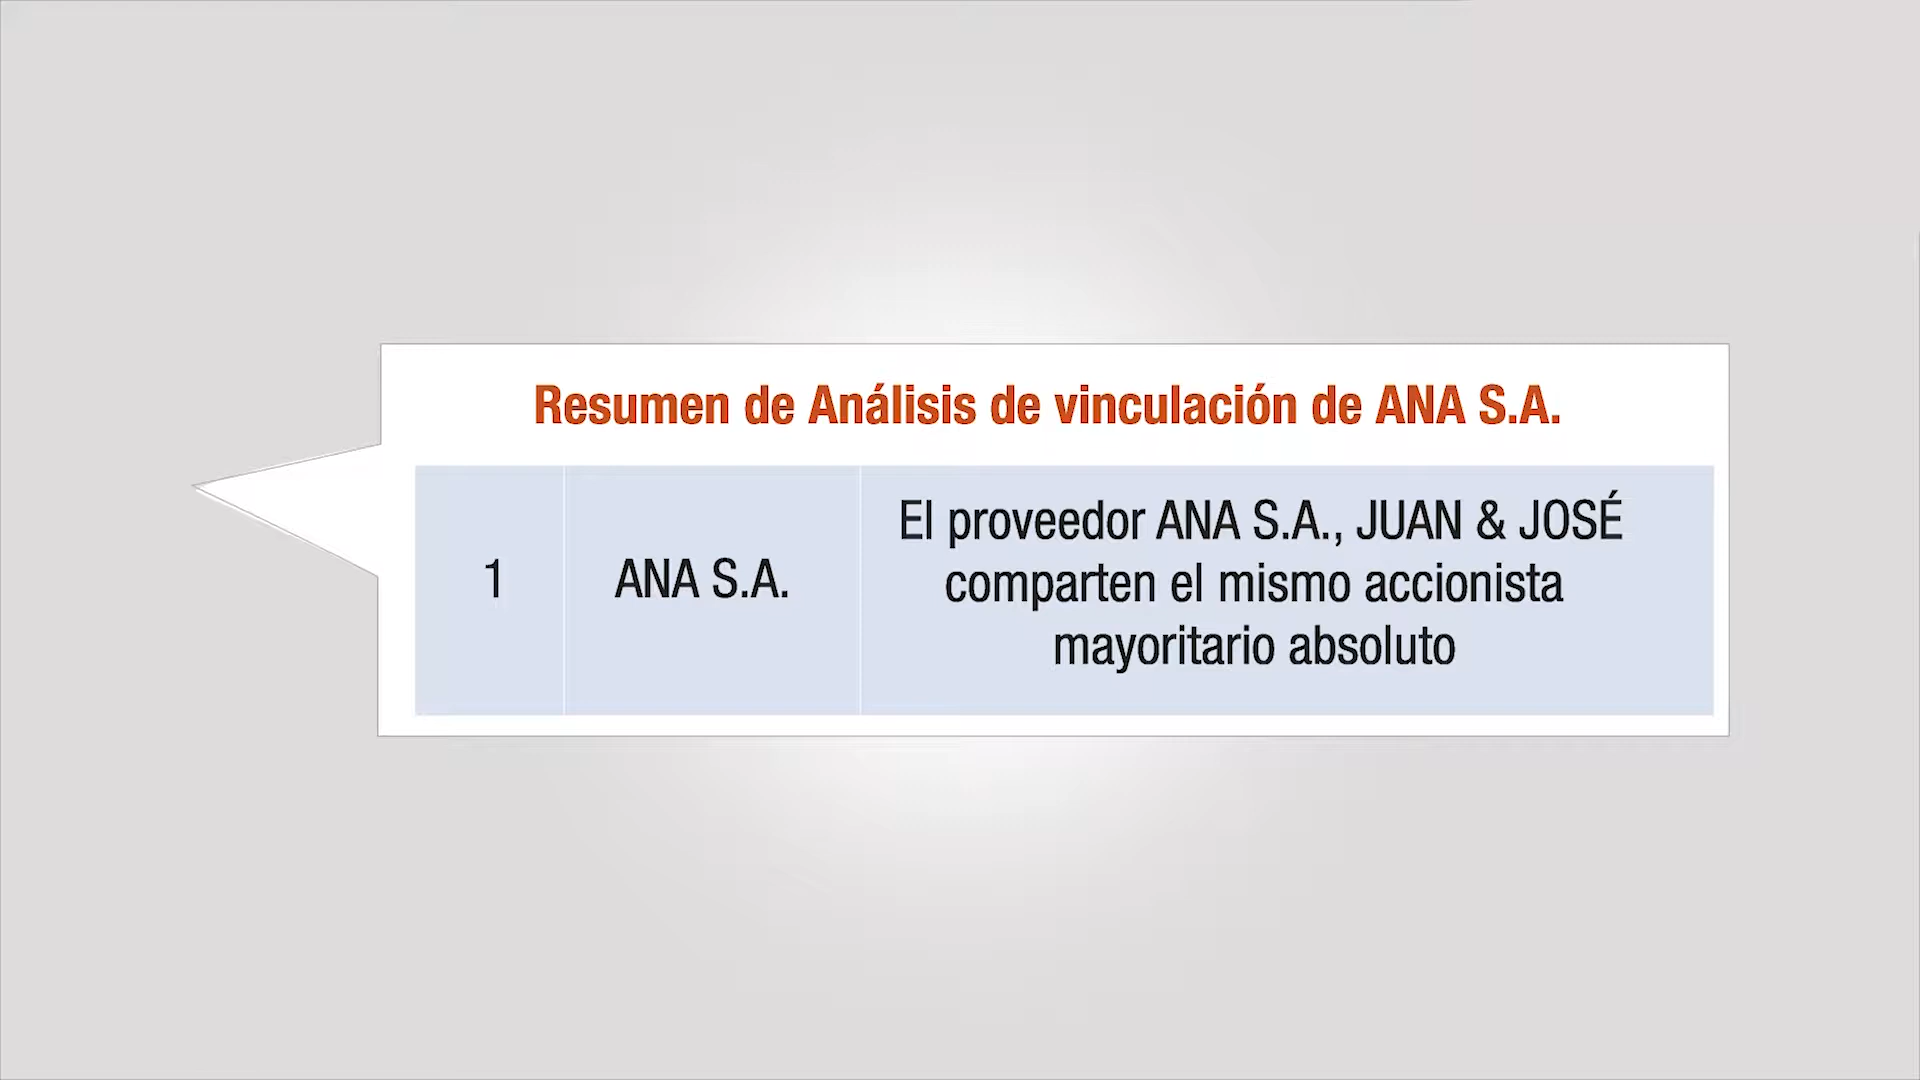 Resumen de Análisis de vinculación de ANA S.A.
1
ANA S.A.
El proveedor ANA S.A., JUAN & JOSÉ
comparten el mismo accionista
mayoritario absoluto